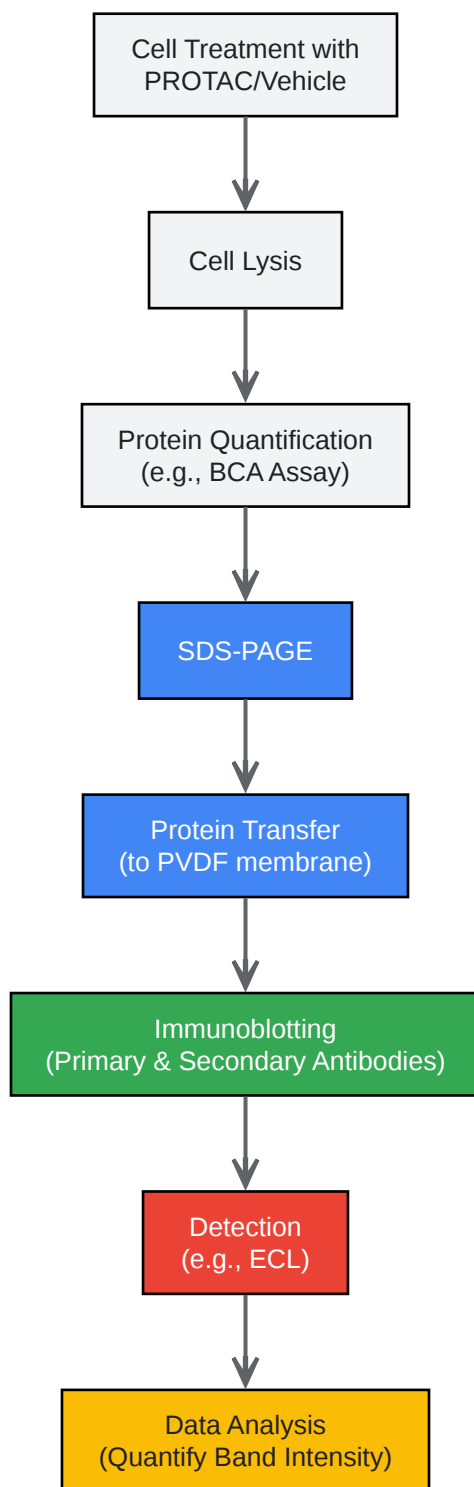 Cell Treatment with
PROTAC/Vehicle
Cell Lysis
Protein Quantification
(e.g., BCA Assay)
SDS-PAGE
Protein Transfer
(to PVDF membrane)
Immunoblotting
(Primary & Secondary Antibodies)
Detection
(e.g., ECL)
Data Analysis
(Quantify Band Intensity)